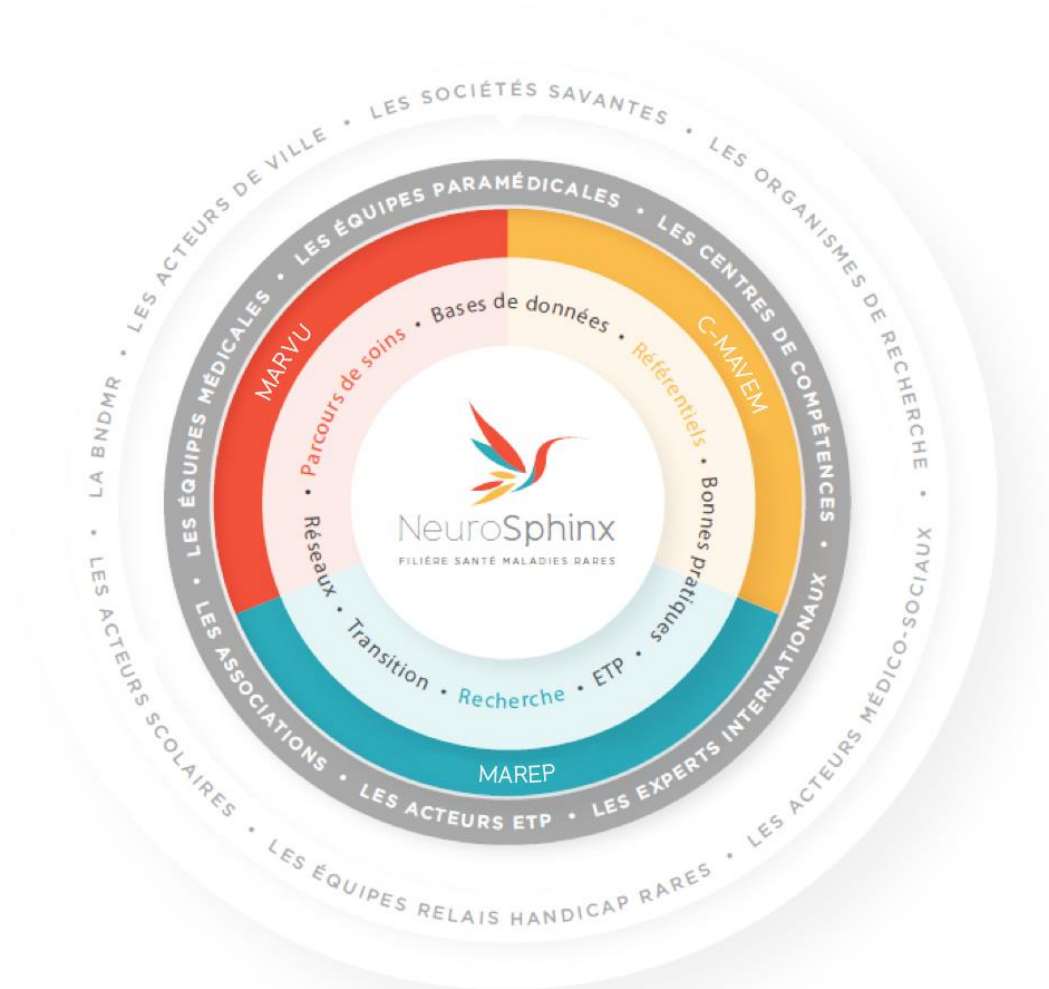 LES SOCIÉTÉS SAVANTES • LES ORGANISMES DE RECHERCHE • LES ACTEURS MÉDICO-SOCIAUX • LES ÉQUIPES RELAIS HANDICAP RARES • LES ACTEURS SCOLAIRES • LA BNDMR • LES ACTEURS DE VILLE •
LES ÉQUIPES PARAMÉDICALES • LES CENTRES DE COMPÉTENCES • LES EXPERTS INTERNATIONAUX • LES ACTEURS ETP • LES ASSOCIATIONS • LES ÉQUIPES MÉDICALES •
MARVU
C-MAVEM
MAREP
Parcours de soins • Bases de données • Référentiels • Bonnes pratiques • ETP • Recherche • Transition • Réseaux •
NeuroSphinx
FILIÈRE SANTÉ MALADIES RARES